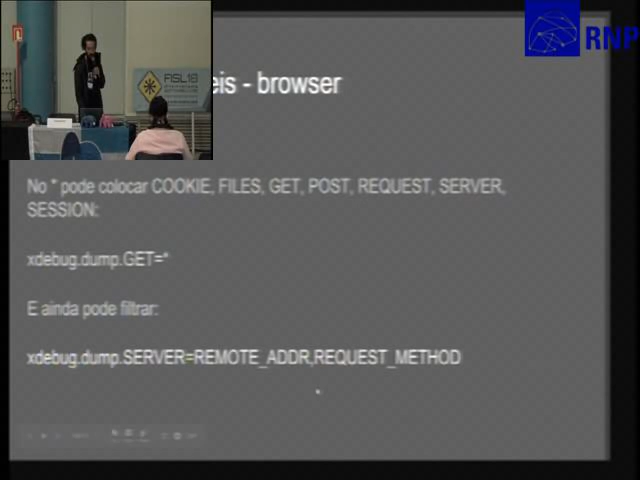 FISL18
RNP
eis - browser
No * pode colocar COOKIE, FILES, GET, POST, REQUEST, SERVER,
SESSION:
xdebug.dump.GET=*
E ainda pode filtrar:
xdebug.dump.SERVER=REMOTE_ADDR,REQUEST_METHOD